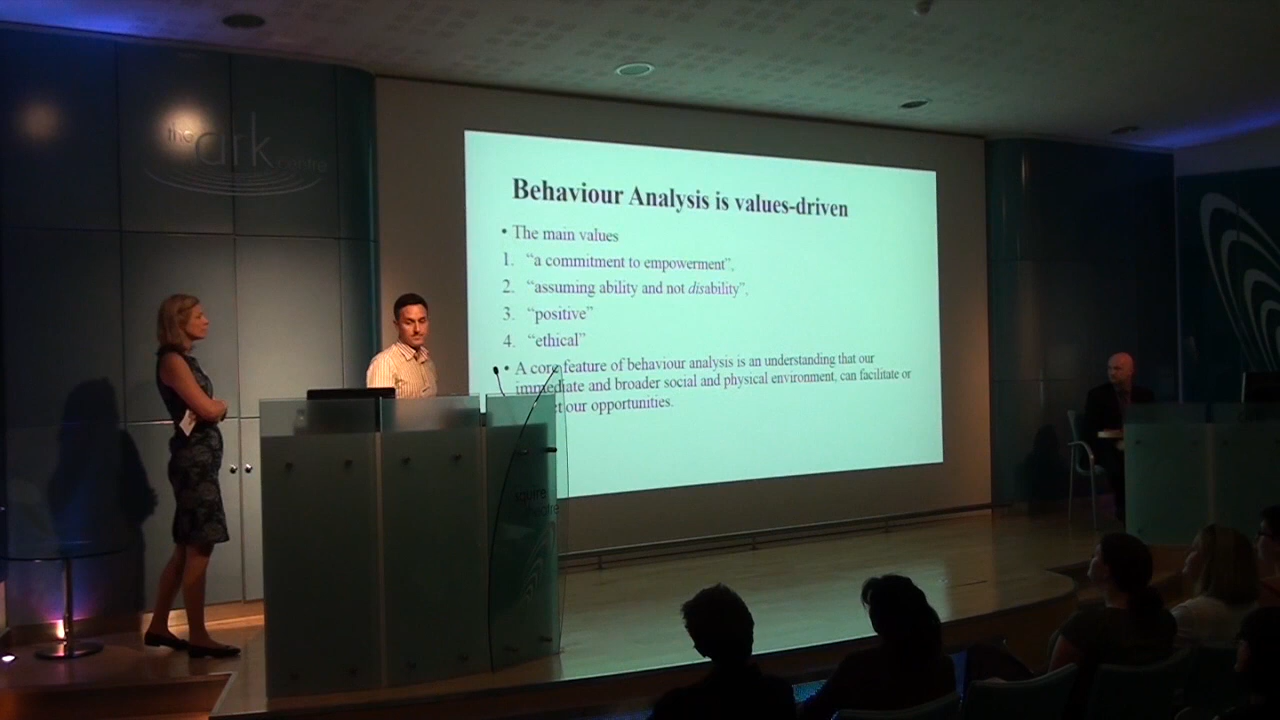 the ark centre
Behaviour Analysis is values-driven
• The main values
1. “a commitment to empowerment”,
2. “assuming ability and not disability”,
3. “positive”
4. “ethical”
• A core feature of behaviour analysis is an understanding that our
immediate and broader social and physical environment, can facilitate or
our opportunities.